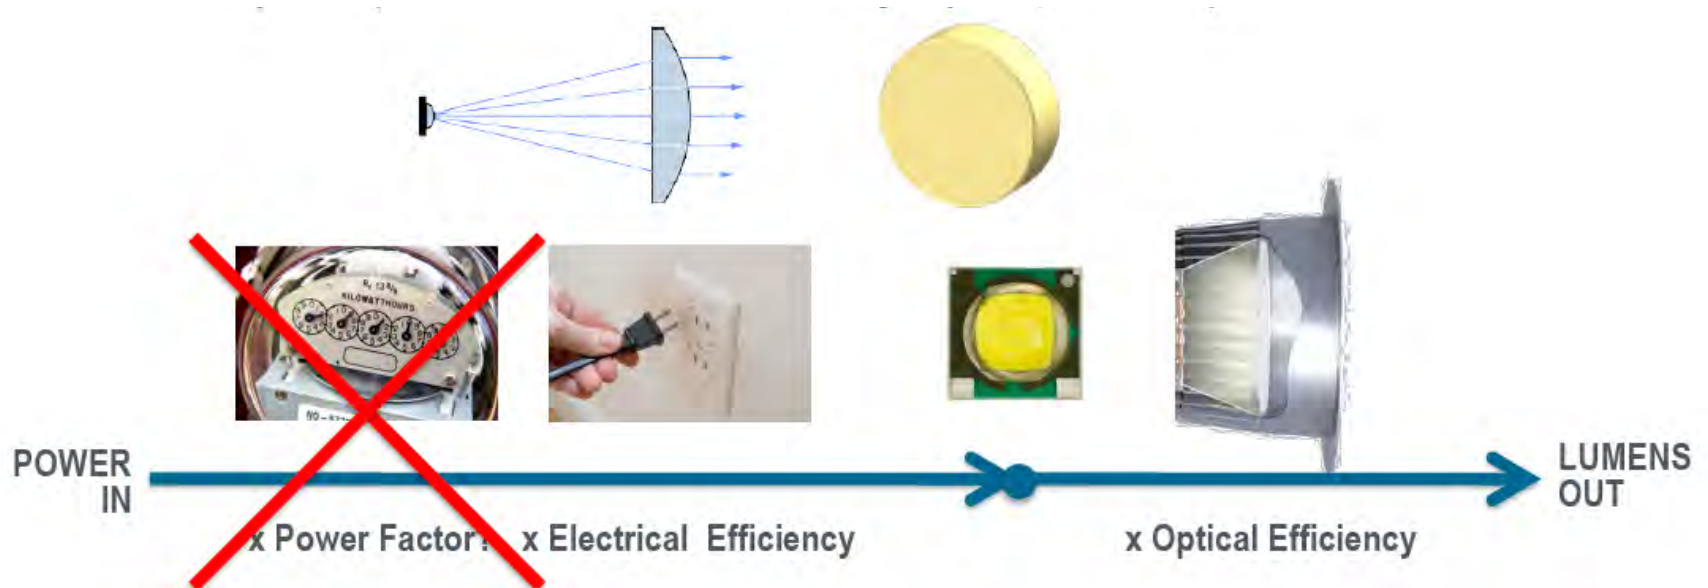 KILOWATTHOURS
POWER
IN
LUMENS
OUT
x Power Factor?
x Electrical Efficiency
x Optical Efficiency